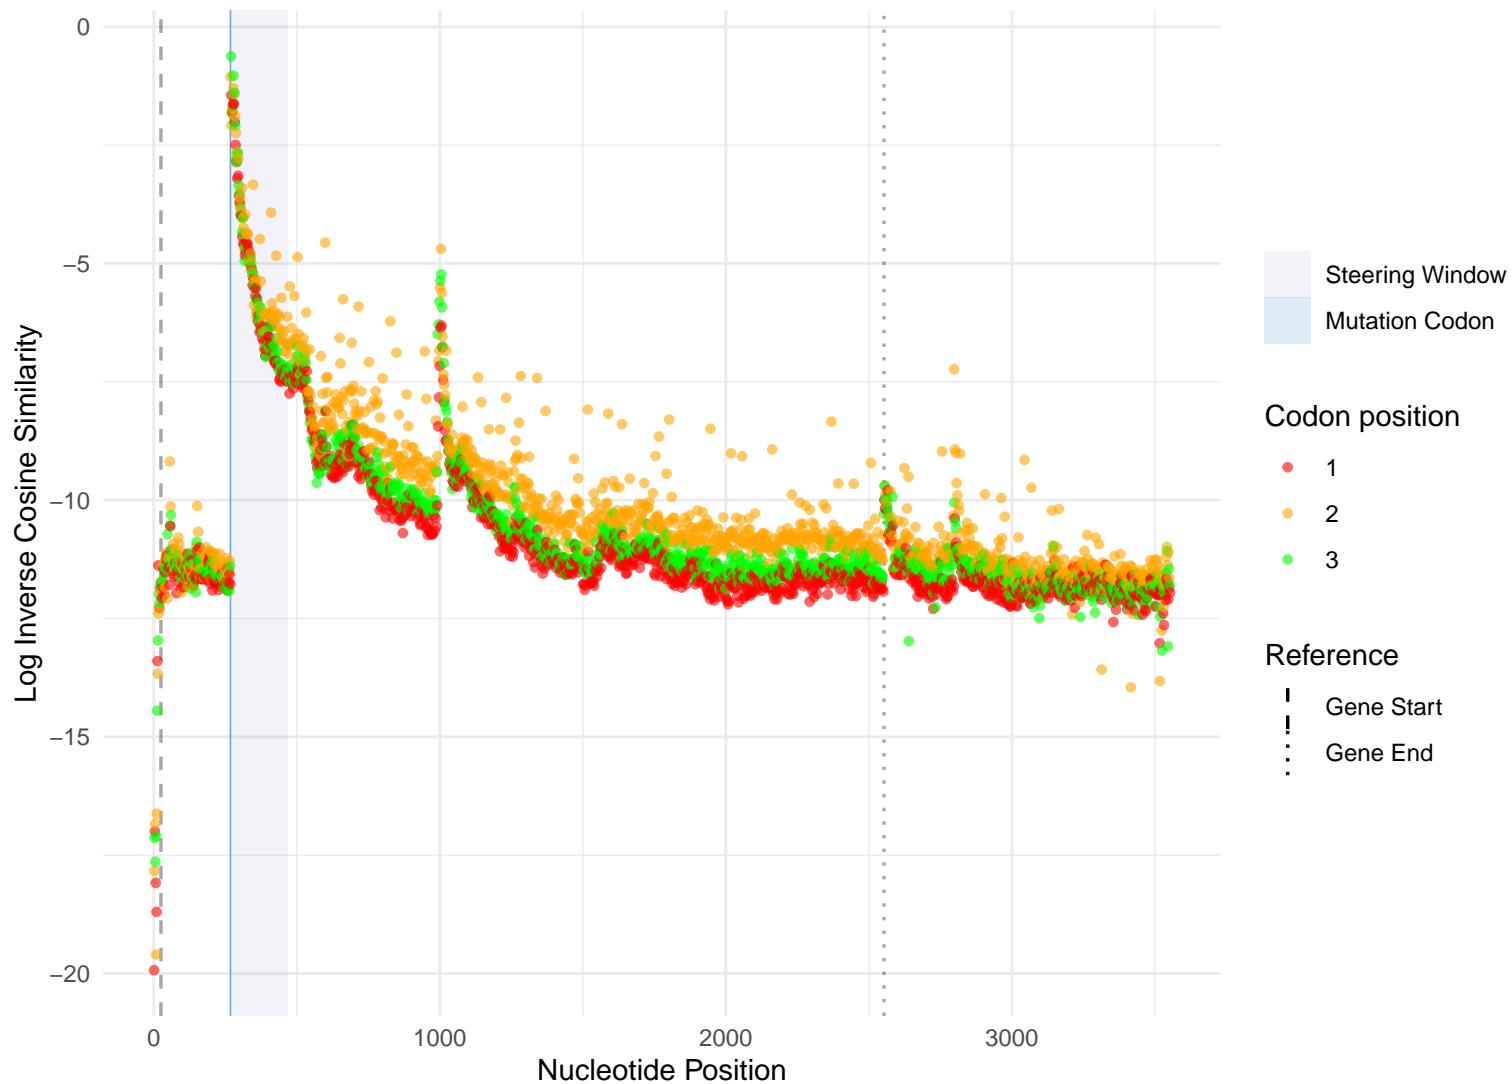 0
−5
−10
−15
−20
Log Inverse Cosine Similarity
0
1000
2000
3000
Nucleotide Position
Steering Window
Mutation Codon
Codon position
1
2
3
Reference
Gene Start
Gene End